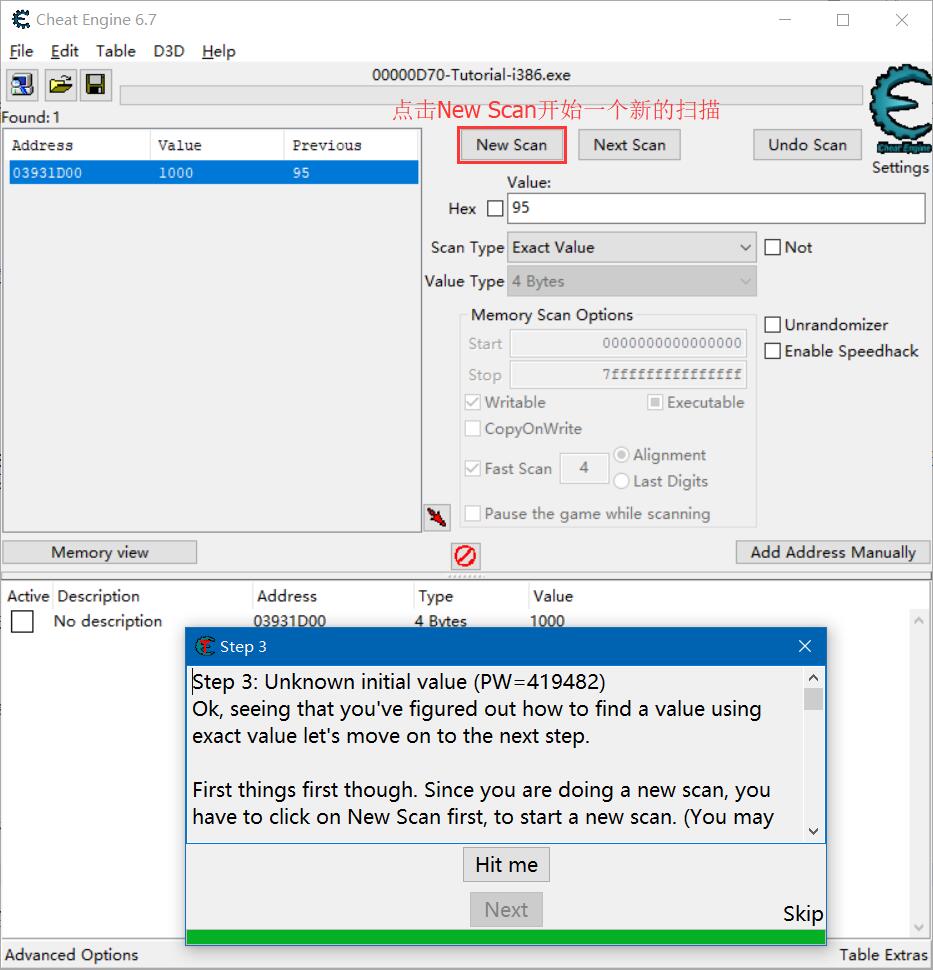 Cheat Engine 6.7
File Edit Table D3D Help
00000D70-Tutorial-i386.exe
点击New Scan开始一个新的扫描
Found: 1
Address Value Previous
03931D00 1000 95
New Scan Next Scan Undo Scan
Cheat Engine
Settings
Value:
Hex 95
Scan Type Exact Value Not
Value Type 4 Bytes
Memory Scan Options
Start 0000000000000000
Stop 7fffffffffffffff
Writable Executable
CopyOnWrite
Fast Scan 4 Alignment
Last Digits
Pause the game while scanning
Unrandomizer
Enable Speedhack
Memory view Add Address Manually
Active Description Address Type Value
No description 03931D00 4 Bytes 1000
Step 3
Step 3: Unknown initial value (PW=419482)
Ok, seeing that you've figured out how to find a value using
exact value let's move on to the next step.
First things first though. Since you are doing a new scan, you
have to click on New Scan first, to start a new scan. (You may
Hit me
Next
Skip
Advanced Options Table Extras